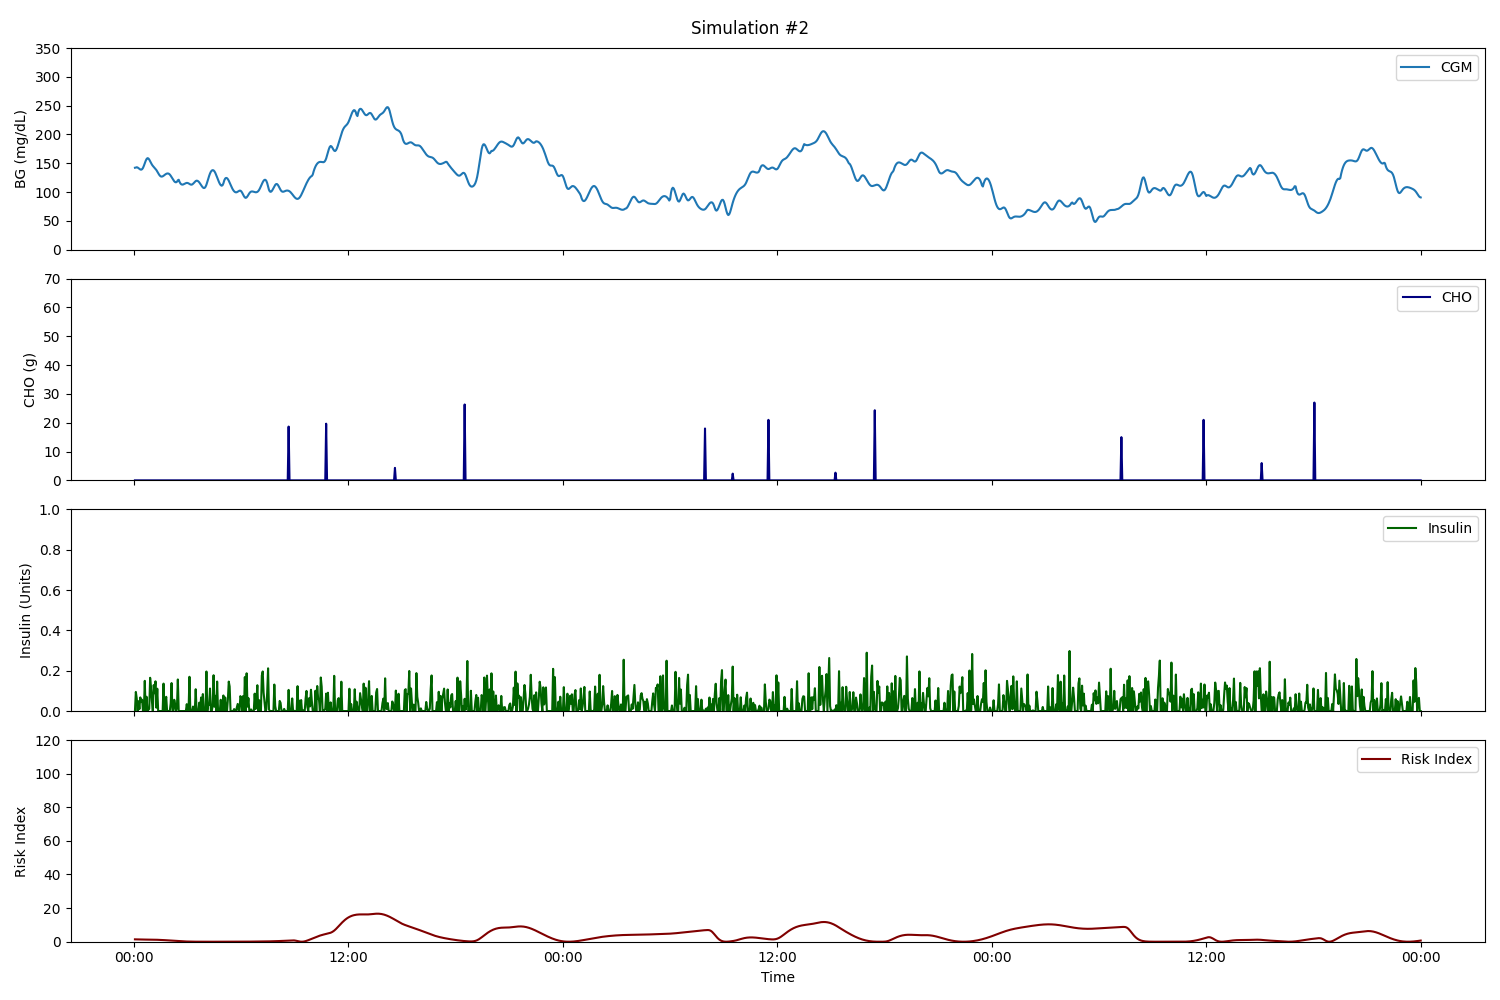 Simulation #2
350
300
250
200
150
100
50
0
BG (mg/dL)
CGM
70
60
50
40
30
20
10
0
CHO (g)
CHO
1.0
0.8
0.6
0.4
0.2
0.0
Insulin (Units)
Insulin
120
100
80
60
40
20
0
Risk Index
Risk Index
00:00 12:00 00:00 12:00 00:00 12:00 00:00
Time